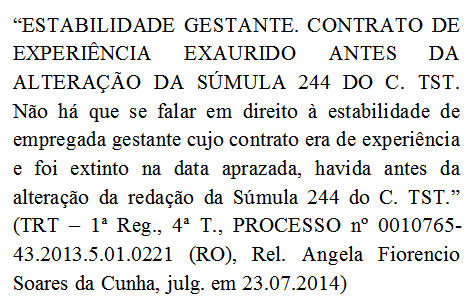 “ESTABILIDADE GESTANTE. CONTRATO DE
EXPERIÊNCIA EXAURIDO ANTES DA
ALTERAÇÃO DA SÚMULA 244 DO C. TST.
Não há que se falar em direito à estabilidade de
empregada gestante cujo contrato era de experiência
e foi extinto na data aprazada, havida antes da
alteração da redação da Súmula 244 do C. TST.”
(TRT – 1ª Reg., 4ª T., PROCESSO nº 0010765-
43.2013.5.01.0221 (RO), Rel. Angela Fiorencio
Soares da Cunha, julg. em 23.07.2014)